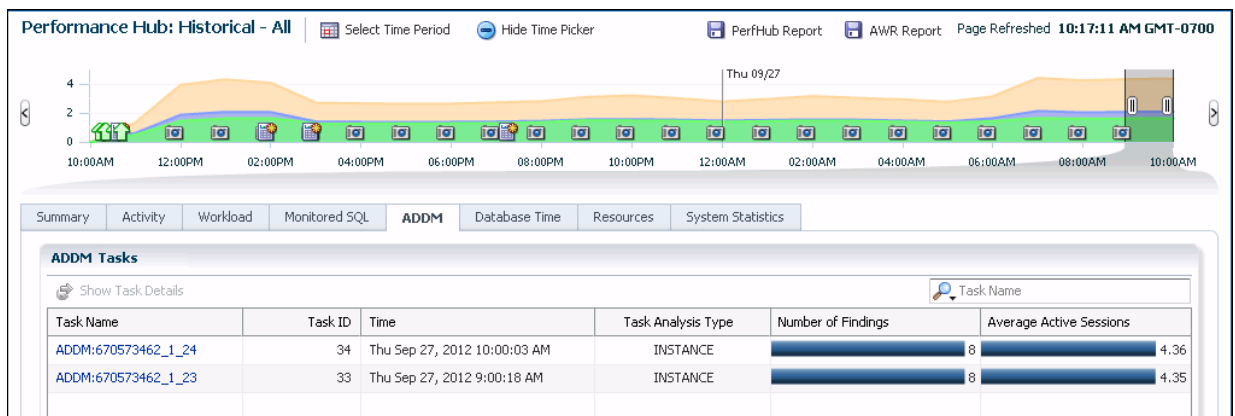 Performance Hub: Historical - All Select Time Period Hide Time Picker PerfHub Report AWR Report Page Refreshed 10:17:11 AM GMT-0700
Thu 09/27
4
2
0
10:00AM 12:00PM 02:00PM 04:00PM 06:00PM 08:00PM 10:00PM 12:00AM 02:00AM 04:00AM 06:00AM 08:00AM 10:00AM
Summary Activity Workload Monitored SQL ADDM Database Time Resources System Statistics
ADDM Tasks
Show Task Details Task Name
Task Name Task ID Time Task Analysis Type Number of Findings Average Active Sessions
ADDM:670573462_1_24 34 Thu Sep 27, 2012 10:00:03 AM INSTANCE 8 4.36
ADDM:670573462_1_23 33 Thu Sep 27, 2012 9:00:18 AM INSTANCE 8 4.35